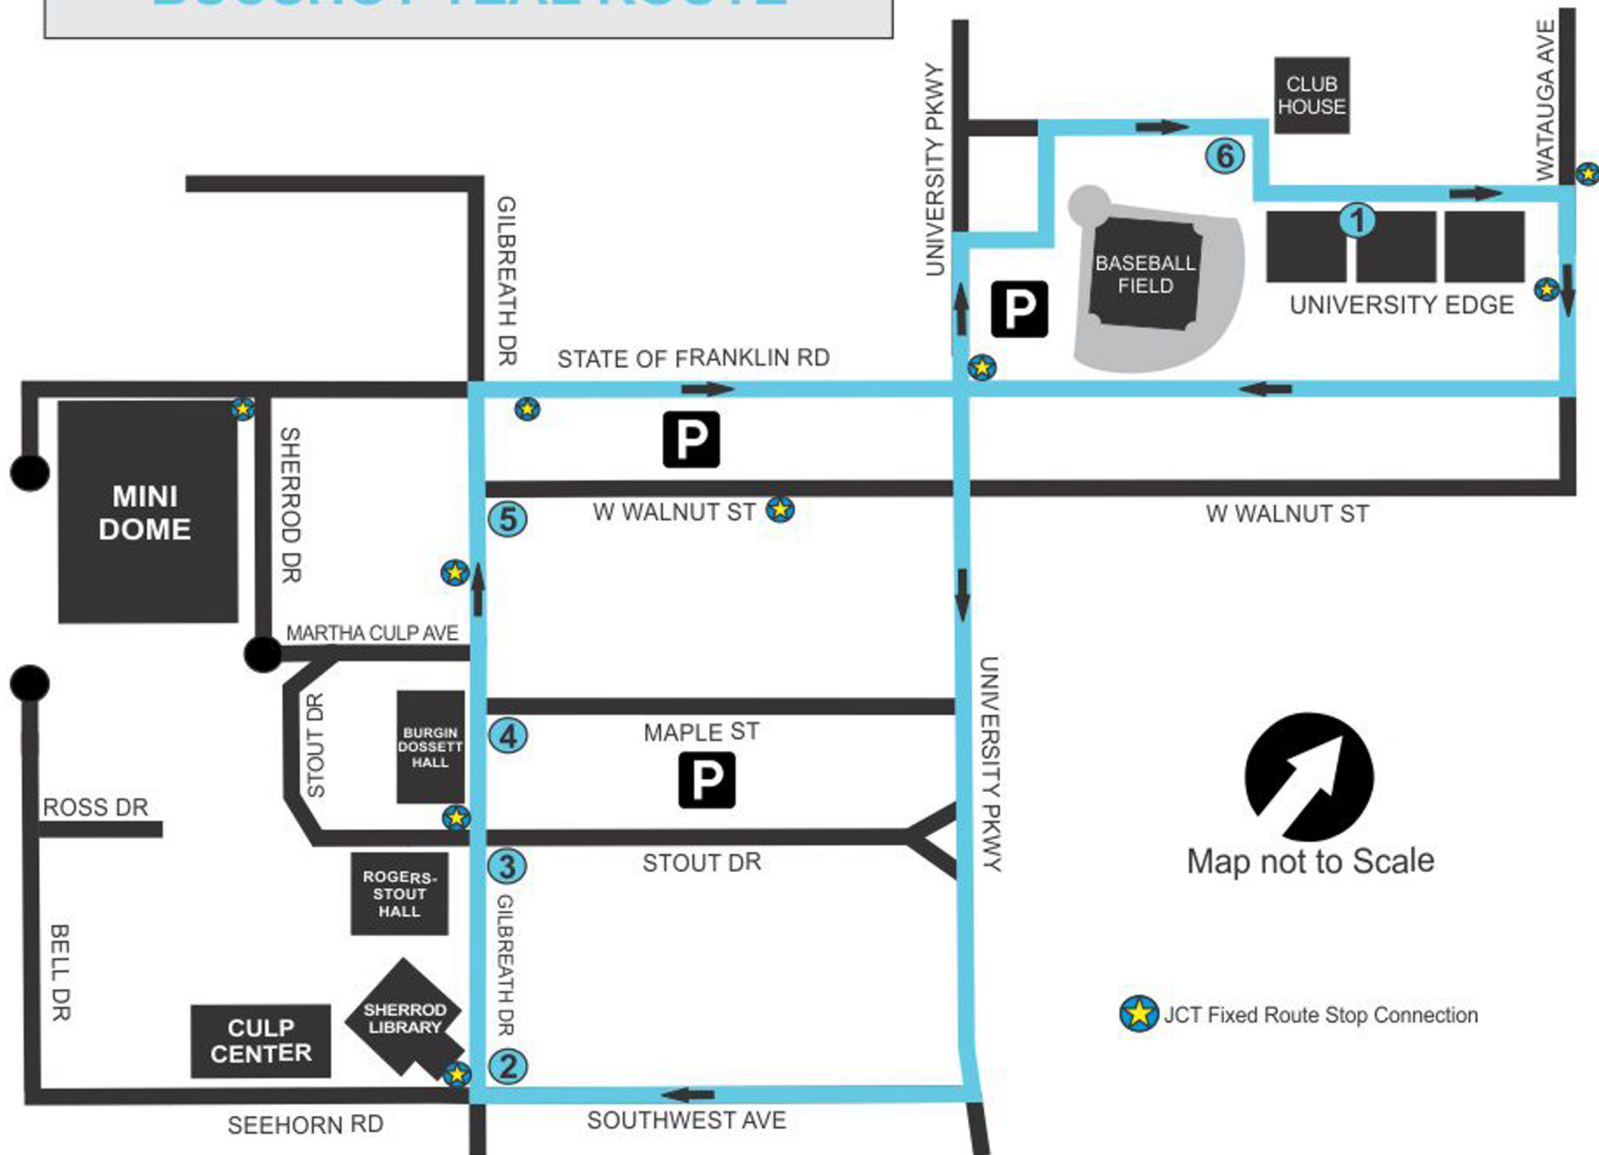 BUCSHOT TEAL ROUTE
UNIVERSITY PKWY
CLUB
HOUSE
WATAUGA AVE
6
1
GILBREATH DR
BASEBALL
FIELD
P
UNIVERSITY EDGE
STATE OF FRANKLIN RD
P
SHERROD DR
MINI
DOME
5
W WALNUT ST
W WALNUT ST
MARTHA CULP AVE
STOUT DR
BURGIN
DOSSETT
HALL
4
MAPLE ST
P
UNIVERSITY PKWY
ROSS DR
3
STOUT DR
Map not to Scale
ROGERS-
STOUT
HALL
GILBREATH DR
BELL DR
SHERROD
LIBRARY
CULP
CENTER
JCT Fixed Route Stop Connection
2
SEEHORN RD
SOUTHWEST AVE